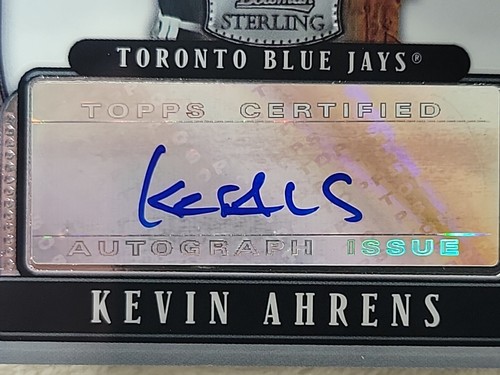 Bowman
STERLING
TORONTO BLUE JAYS®
TOPPS CERTIFIED
AUTOGRAPH ISSUE
KEVIN AHRENS